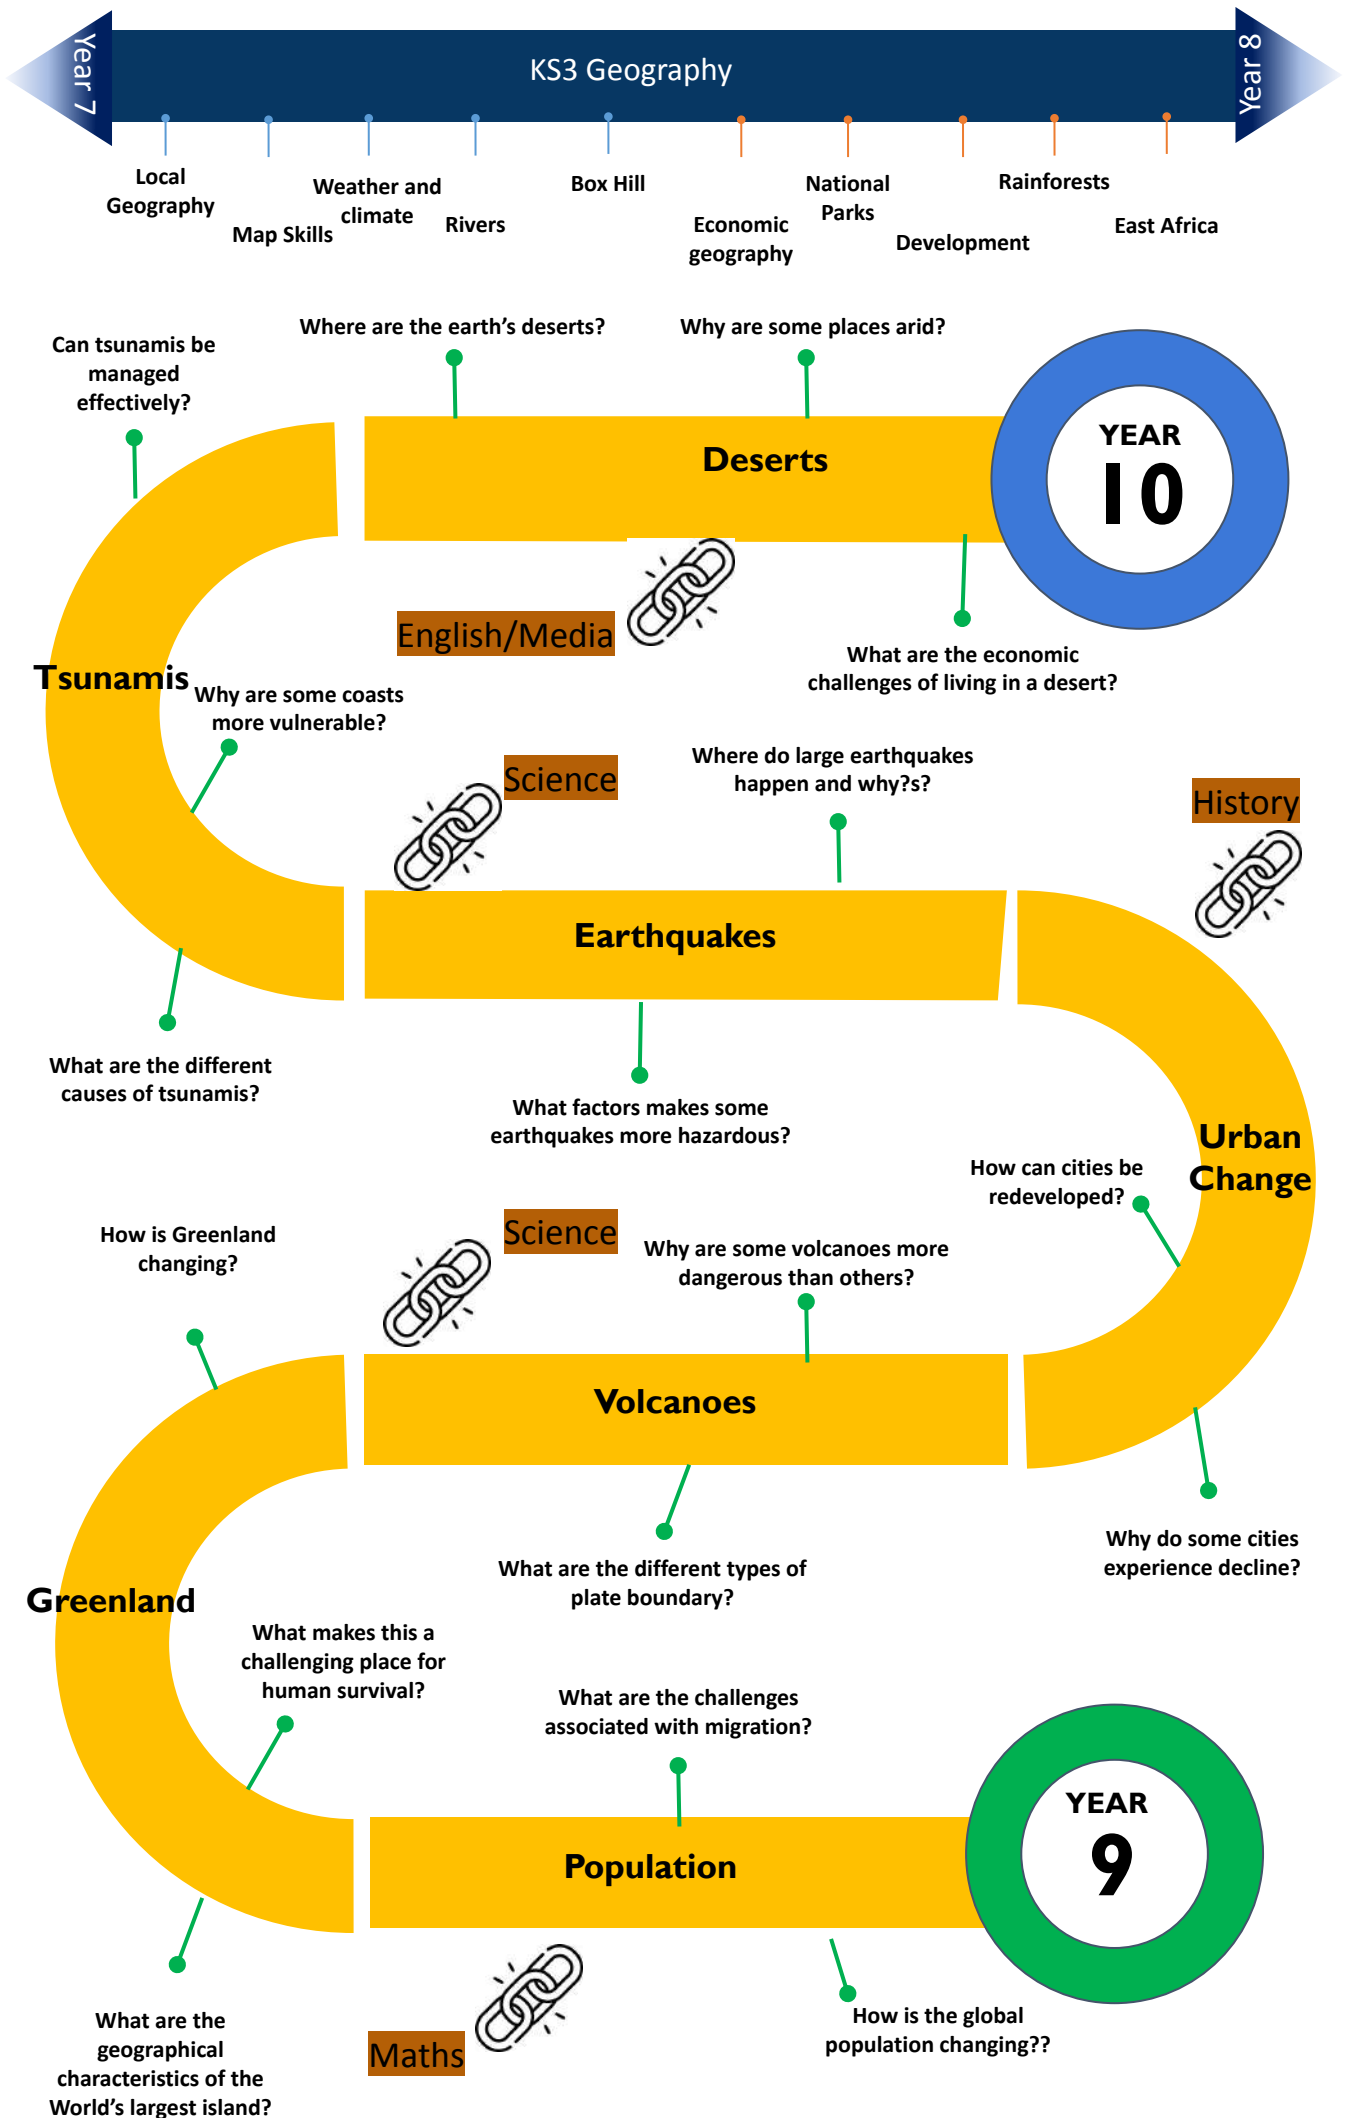 Year 7
KS3 Geography
Year 8
Local
Geography
Map Skills
Weather and
climate
Rivers
Box Hill
Economic
geography
National
Parks
Development
Rainforests
East Africa
Can tsunamis be
managed
effectively?
Where are the earth's deserts?
Why are some places arid?
YEAR
10
Deserts
English/Media
What are the economic
challenges of living in a desert?
Tsunamis
Why are some coasts
more vulnerable?
Science
Where do large earthquakes
happen and why?s?
History
Earthquakes
What are the different
causes of tsunamis?
What factors makes some
earthquakes more hazardous?
Urban
Change
How can cities be
redeveloped?
How is Greenland
changing?
Science
Why are some volcanoes more
dangerous than others?
Volcanoes
What are the different types of
plate boundary?
Why do some cities
experience decline?
Greenland
What makes this a
challenging place for
human survival?
What are the challenges
associated with migration?
YEAR
9
Population
How is the global
population changing??
Maths
What are the
geographical
characteristics of the
World's largest island?